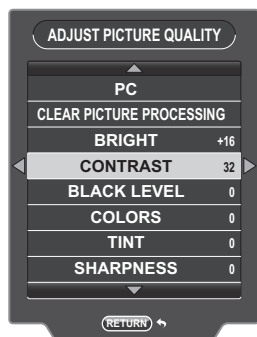 ADJUST PICTURE QUALITY
PC
CLEAR PICTURE PROCESSING
BRIGHT +16
CONTRAST 32
BLACK LEVEL 0
COLORS 0
TINT 0
SHARPNESS 0
RETURN